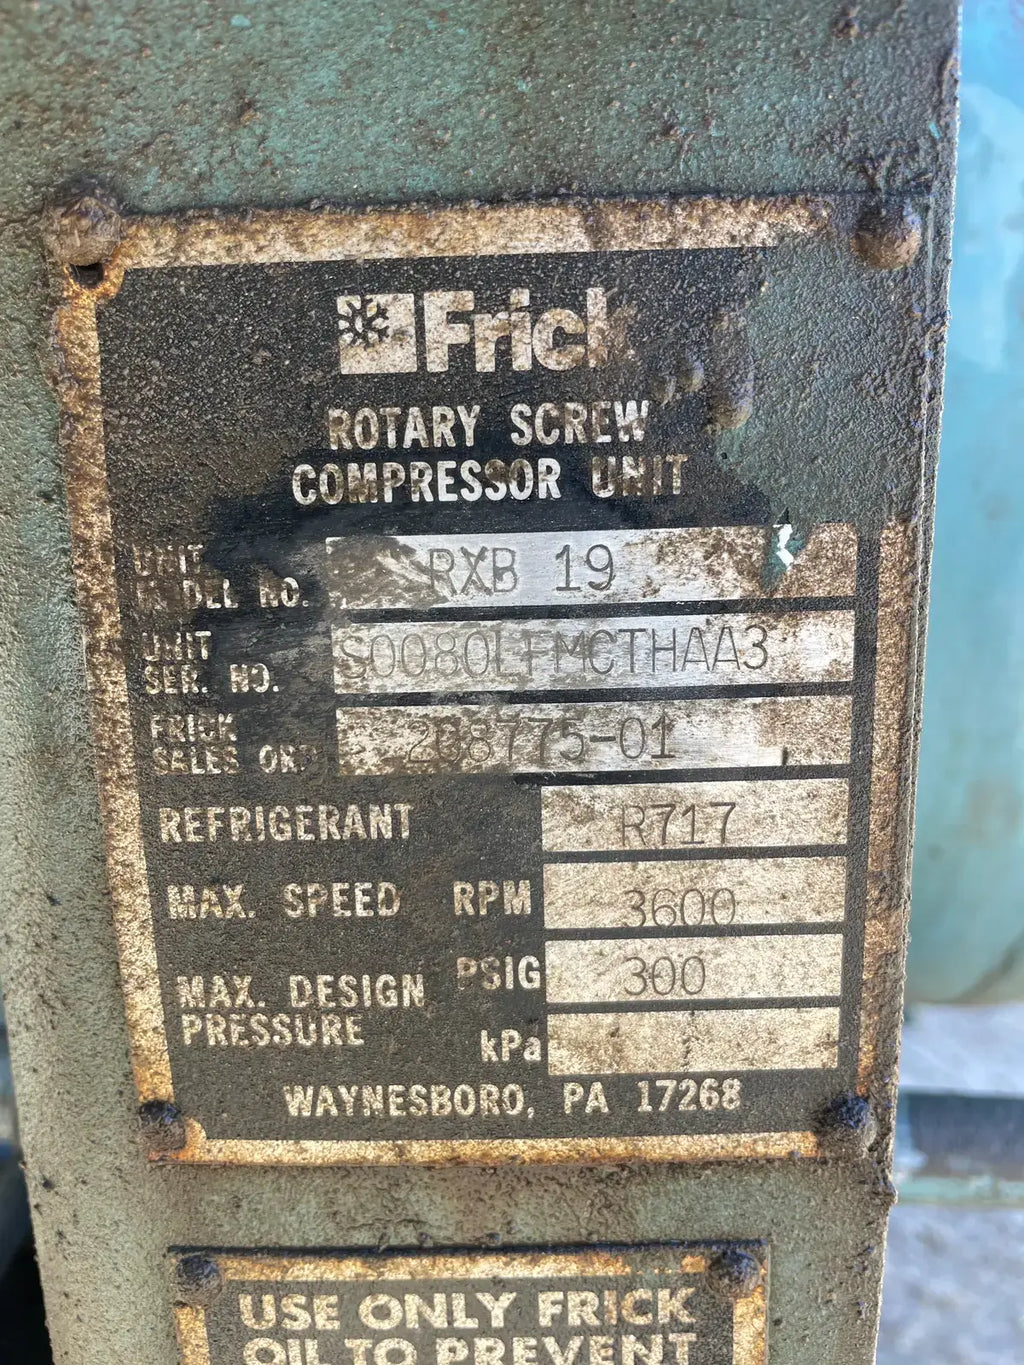 Frick
ROTARY SCREW
COMPRESSOR UNIT
UNIT
MODEL NO. RXB 19
UNIT
SER. NO. S0080LFMCTHAA3
FRICK
SALES OR 208775-01
REFRIGERANT R717
MAX. SPEED RPM 3600
MAX. DESIGN PRESSURE PSIG 300
kPa
WAYNESBORO, PA 17268
USE ONLY FRICK
OIL TO PREVENT